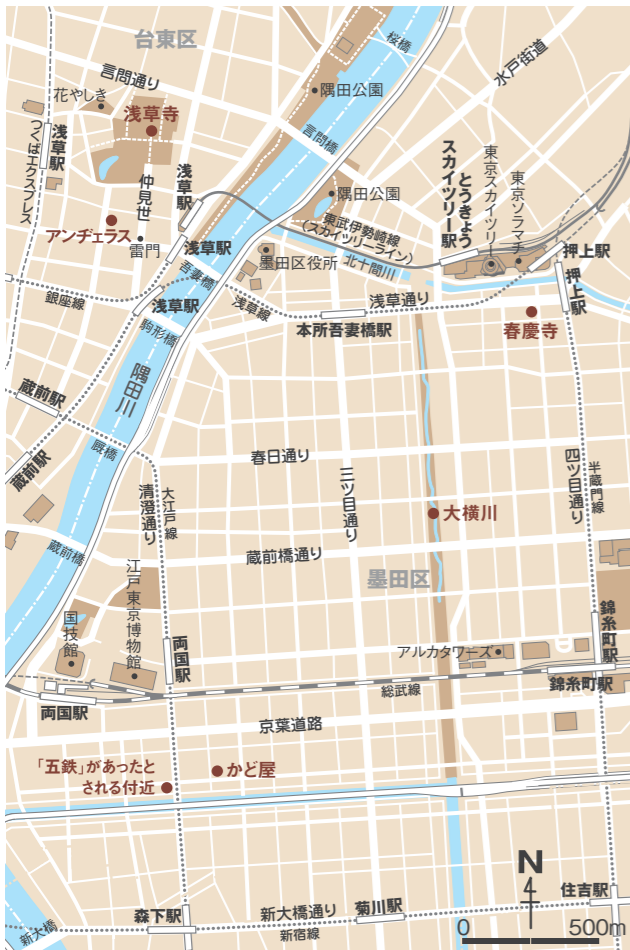 台東区
桜橋
水戸街道
言問通り
花やしき
隅田公園
浅草寺
浅草駅
つくばエクスプレス
言問橋
浅草駅
仲見世
隅田公園
とうきょう
スカイツリー駅
東京スカイツリー
東京ソラマチ
アンヂェラス
雷門
浅草駅
東武伊勢崎線
(スカイツリーライン)
墨田区役所
北十間川
押上駅
押上駅
吾妻橋
銀座線
浅草駅
浅草線
浅草通り
本所吾妻橋駅
春慶寺
駒形橋
隅田川
蔵前駅
厩橋
蔵前駅
春日通り
三ツ目通り
四ツ目通り
半蔵門線
清澄通り
大江戸線
大横川
蔵前橋
蔵前橋通り
墨田区
江戸東京博物館
国技館
両国駅
アルカタワーズ
錦糸町駅
錦糸町駅
総武線
両国駅
京葉道路
「五鉄」があったと
される付近
かど屋
N
住吉駅
新大橋通り
菊川駅
森下駅
新大橋
新宿線
0 500m